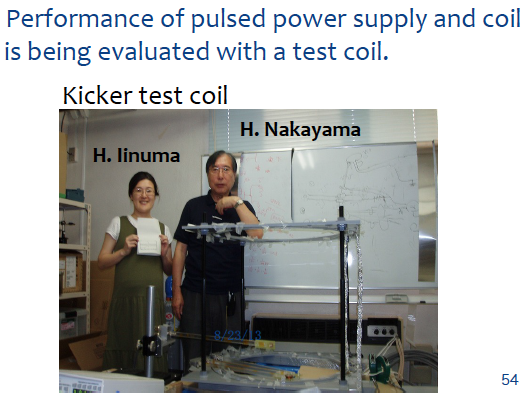 Performance of pulsed power supply and coil
is being evaluated with a test coil.
Kicker test coil
H. Nakayama
H. Iinuma
8/23/13
54